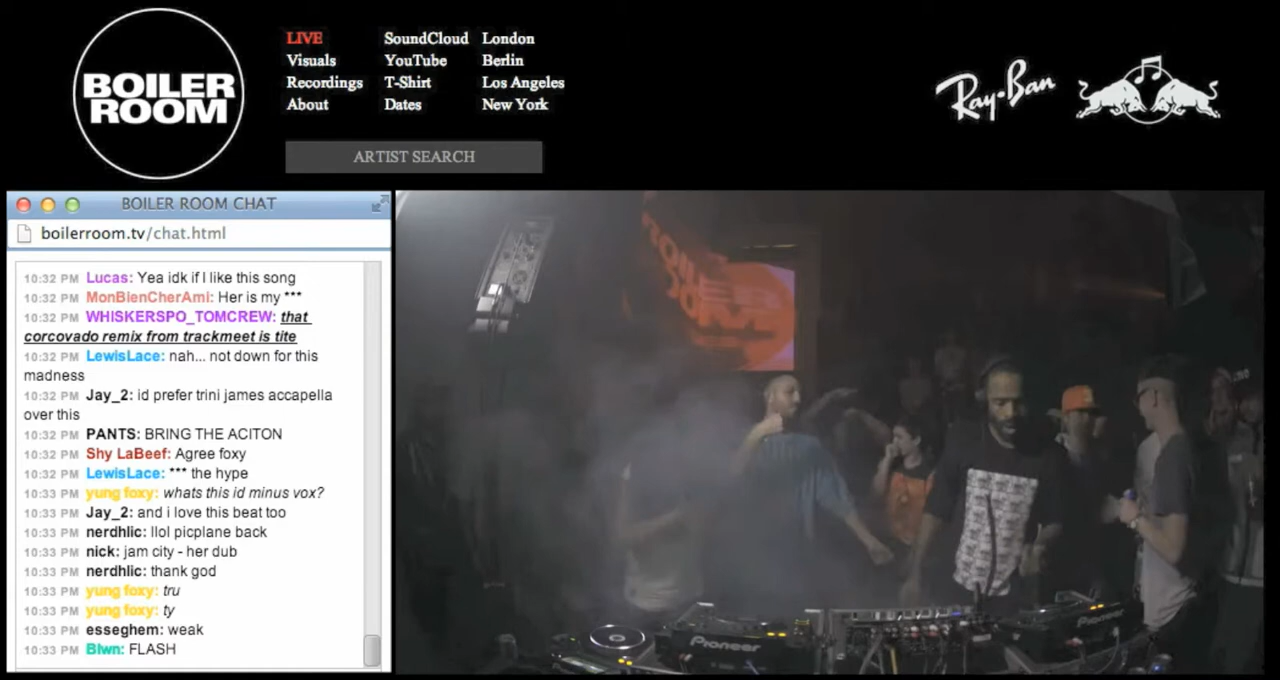 BOILER
ROOM
LIVE
Visuals
Recordings
About
SoundCloud
YouTube
T-Shirt
Dates
London
Berlin
Los Angeles
New York
Ray-Ban
ARTIST SEARCH
BOILER ROOM CHAT
boilerroom.tv/chat.html
10:32 PM Lucas: Yea idk if I like this song
10:32 PM MonBienCherAmi: Her is my ***
10:32 PM WHISKERSPO_TOMCREW: that
corcovado remix from trackmeet is tite
10:32 PM LewisLace: nah... not down for this
madness
10:32 PM Jay_2: id prefer trini james accapella
over this
10:32 PM PANTS: BRING THE ACITON
10:32 PM Shy LaBeef: Agree foxy
10:32 PM LewisLace: *** the hype
10:33 PM yung foxy: whats this id minus vox?
10:33 PM Jay_2: and i love this beat too
10:33 PM nerdhlic: llol picplane back
10:33 PM nick: jam city - her dub
10:33 PM nerdhlic: thank god
10:33 PM yung foxy: tru
10:33 PM yung foxy: ty
10:33 PM esseghem: weak
10:33 PM Blwn: FLASH
BOILER
ROOM
Pioneer
Pioneer